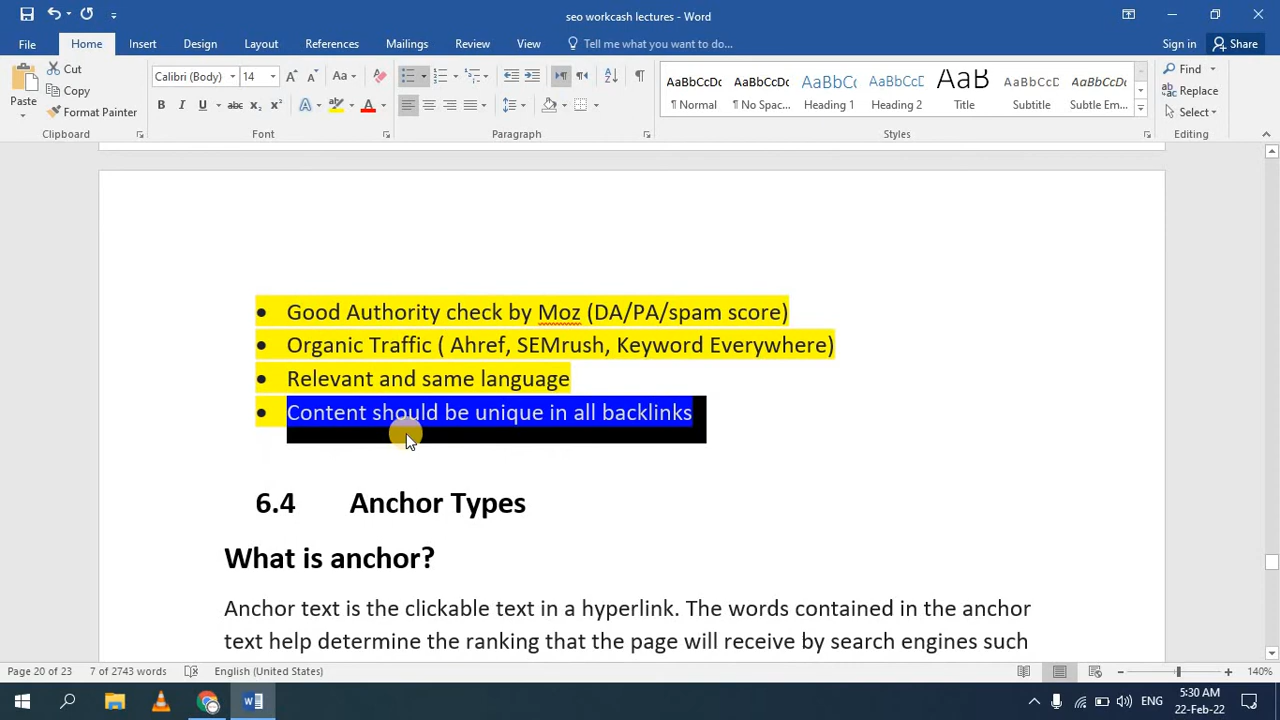 seo workcash lectures - Word
File Home Insert Design Layout References Mailings Review View Tell me what you want to do... Sign in Share
Paste Cut Copy Format Painter Clipboard
Calibri (Body) 14 Font
Paragraph
AaBbCcDc ¶ Normal
AaBbCcDc ¶ No Spac...
AaBbCc Heading
AaBbCcDc Heading 2
AaB Title
AaBbCcDc Subtitle
AaBbCcDc Subtle Em...
Styles
Find Replace Select Editing
• Good Authority check by Moz (DA/PA/spam score)
• Organic Traffic ( Ahref, SEMrush, Keyword Everywhere)
• Relevant and same language
• Content should be unique in all backlinks
6.4 Anchor Types
What is anchor?
Anchor text is the clickable text in a hyperlink. The words contained in the anchor
text help determine the ranking that the page will receive by search engines such
Page 20 of 23 7 of 2743 words English (United States) 140%
ENG 5:30 AM
22-Feb-22